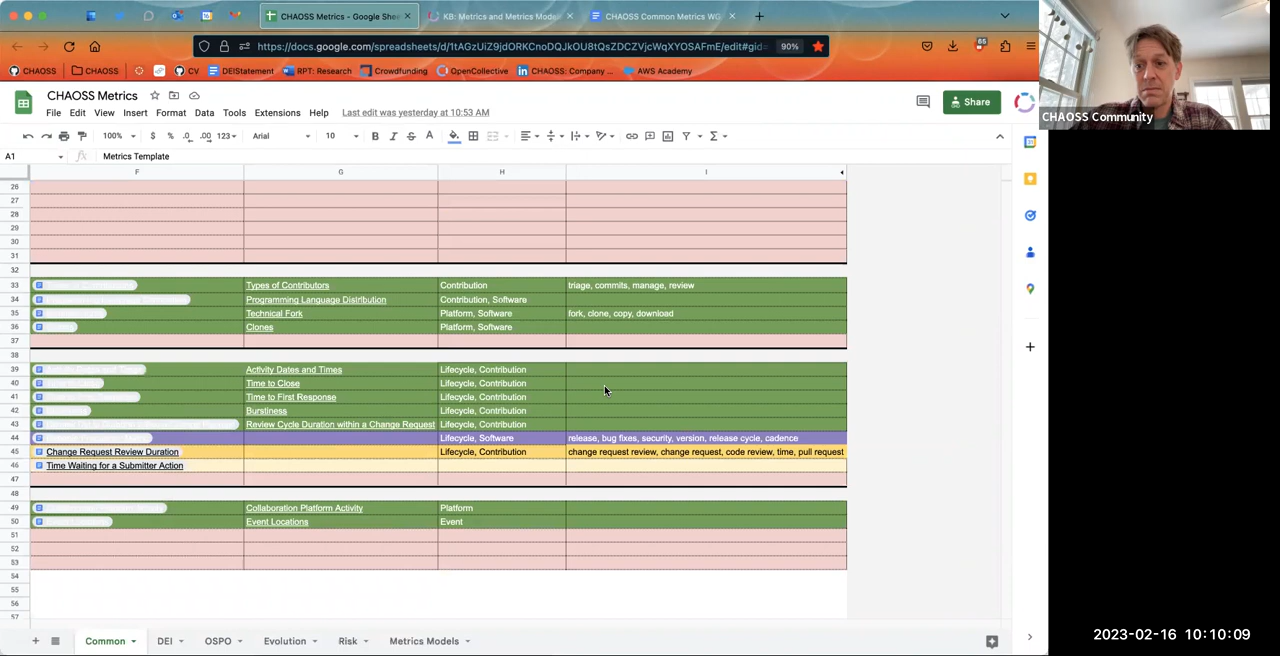 CHAOSS Metrics - Google She
KB: Metrics and Metrics Mode
CHAOSS Common Metrics WG
https://docs.google.com/spreadsheets/d/1tAGzUiZ9jdORKCnoDQJkOU8tQsZDCZVjcWqXYOSAFmE/edit#gid=
90%
65
CHAOSS
CHAOSS
CV
DEIStatement
RPT: Research
Crowdfunding
OpenCollective
CHAOSS: Company ...
AWS Academy
CHAOSS Metrics
File Edit View Insert Format Data Tools Extensions Help Last edit was yesterday at 10:53 AM
Share
CHAOSS Community
100% $ % .0 .00 123 Arial 10 B I S A
A1 fx Metrics Template
F G H I
26
27
28
29
30
31
32
33 Types of Contributors Contribution triage, commits, manage, review
34 Programming Language Distribution Contribution, Software
35 Technical Fork Platform, Software fork, clone, copy, download
36 Clones Platform, Software
37
38
39 Activity Dates and Times Lifecycle, Contribution
40 Time to Close Lifecycle, Contribution
41 Time to First Response Lifecycle, Contribution
42 Burstiness Lifecycle, Contribution
43 Review Cycle Duration within a Change Request Lifecycle, Contribution
44 Lifecycle, Software release, bug fixes, security, version, release cycle, cadence
45 Change Request Review Duration Lifecycle, Contribution change request review, change request, code review, time, pull request
46 Time Waiting for a Submitter Action
47
48
49 Collaboration Platform Activity Platform
50 Event Locations Event
51
52
53
54
55
56
57
Common DEI OSPO Evolution Risk Metrics Models
2023-02-16 10:10:09